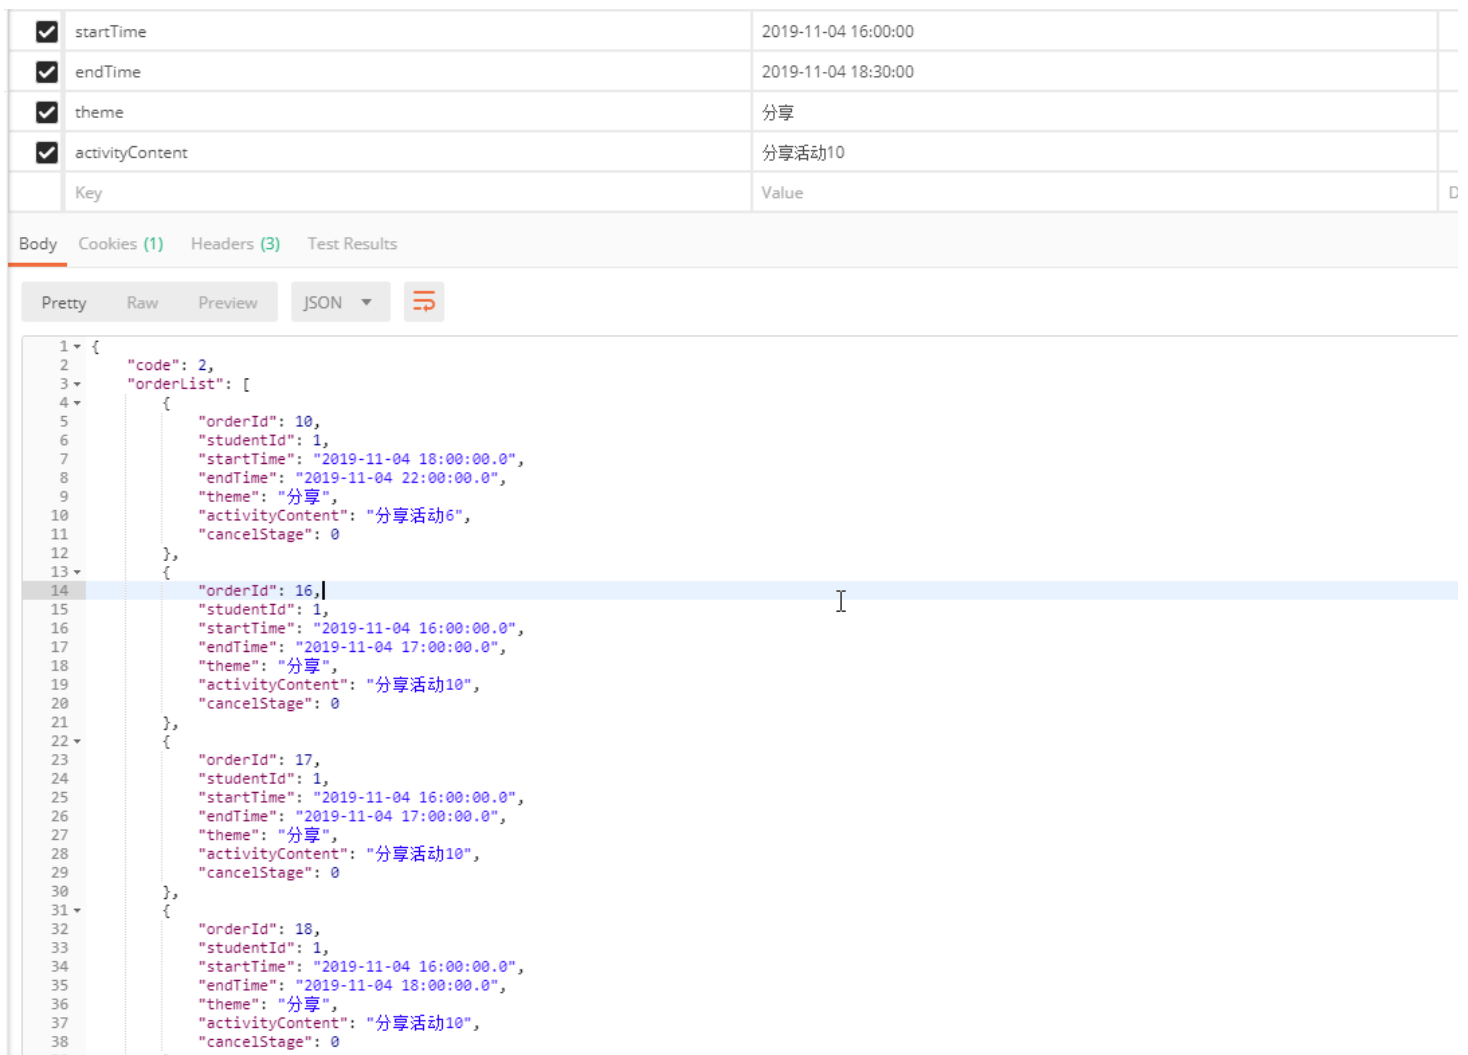 startTime 2019-11-04 16:00:00
endTime 2019-11-04 18:30:00
theme 分享
activityContent 分享活动10
Key Value D
Body Cookies (1) Headers (3) Test Results
Pretty Raw Preview JSON
1 {
2 "code": 2,
3 "orderList": [
4 {
5 "orderId": 10,
6 "studentId": 1,
7 "startTime": "2019-11-04 18:00:00.0",
8 "endTime": "2019-11-04 22:00:00.0",
9 "theme": "分享",
10 "activityContent": "分享活动6",
11 "cancelStage": 0
12 },
13 {
14 "orderId": 16,
15 "studentId": 1,
16 "startTime": "2019-11-04 16:00:00.0",
17 "endTime": "2019-11-04 17:00:00.0",
18 "theme": "分享",
19 "activityContent": "分享活动10",
20 "cancelStage": 0
21 },
22 {
23 "orderId": 17,
24 "studentId": 1,
25 "startTime": "2019-11-04 16:00:00.0",
26 "endTime": "2019-11-04 17:00:00.0",
27 "theme": "分享",
28 "activityContent": "分享活动10",
29 "cancelStage": 0
30 },
31 {
32 "orderId": 18,
33 "studentId": 1,
34 "startTime": "2019-11-04 16:00:00.0",
35 "endTime": "2019-11-04 18:00:00.0",
36 "theme": "分享",
37 "activityContent": "分享活动10",
38 "cancelStage": 0